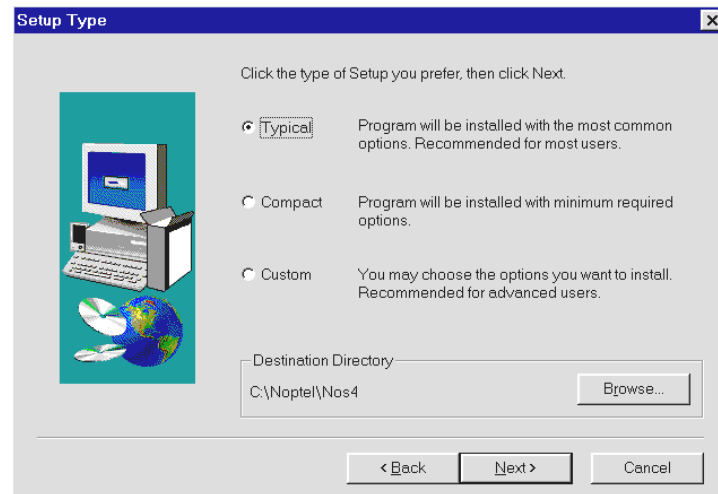 Setup Type
Click the type of Setup you prefer, then click Next.
Typical
Program will be installed with the most common
options. Recommended for most users.
Compact
Program will be installed with minimum required
options.
Custom
You may choose the options you want to install.
Recommended for advanced users.
Destination Directory
C:\Noptel\Nos4
Browse...
< Back
Next >
Cancel